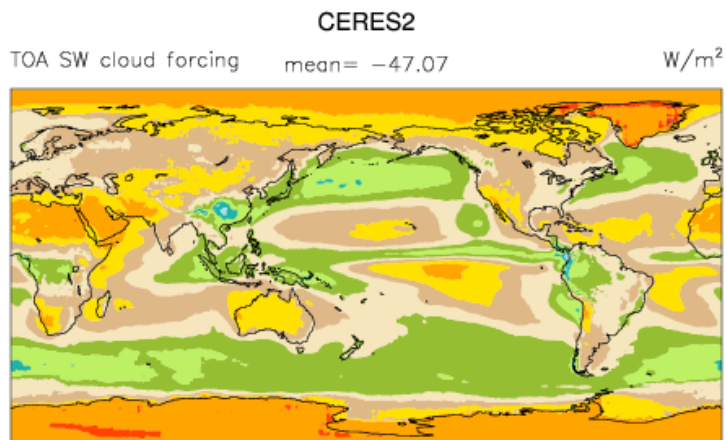 CERES2
TOA SW cloud forcing mean= −47.07 W/m²